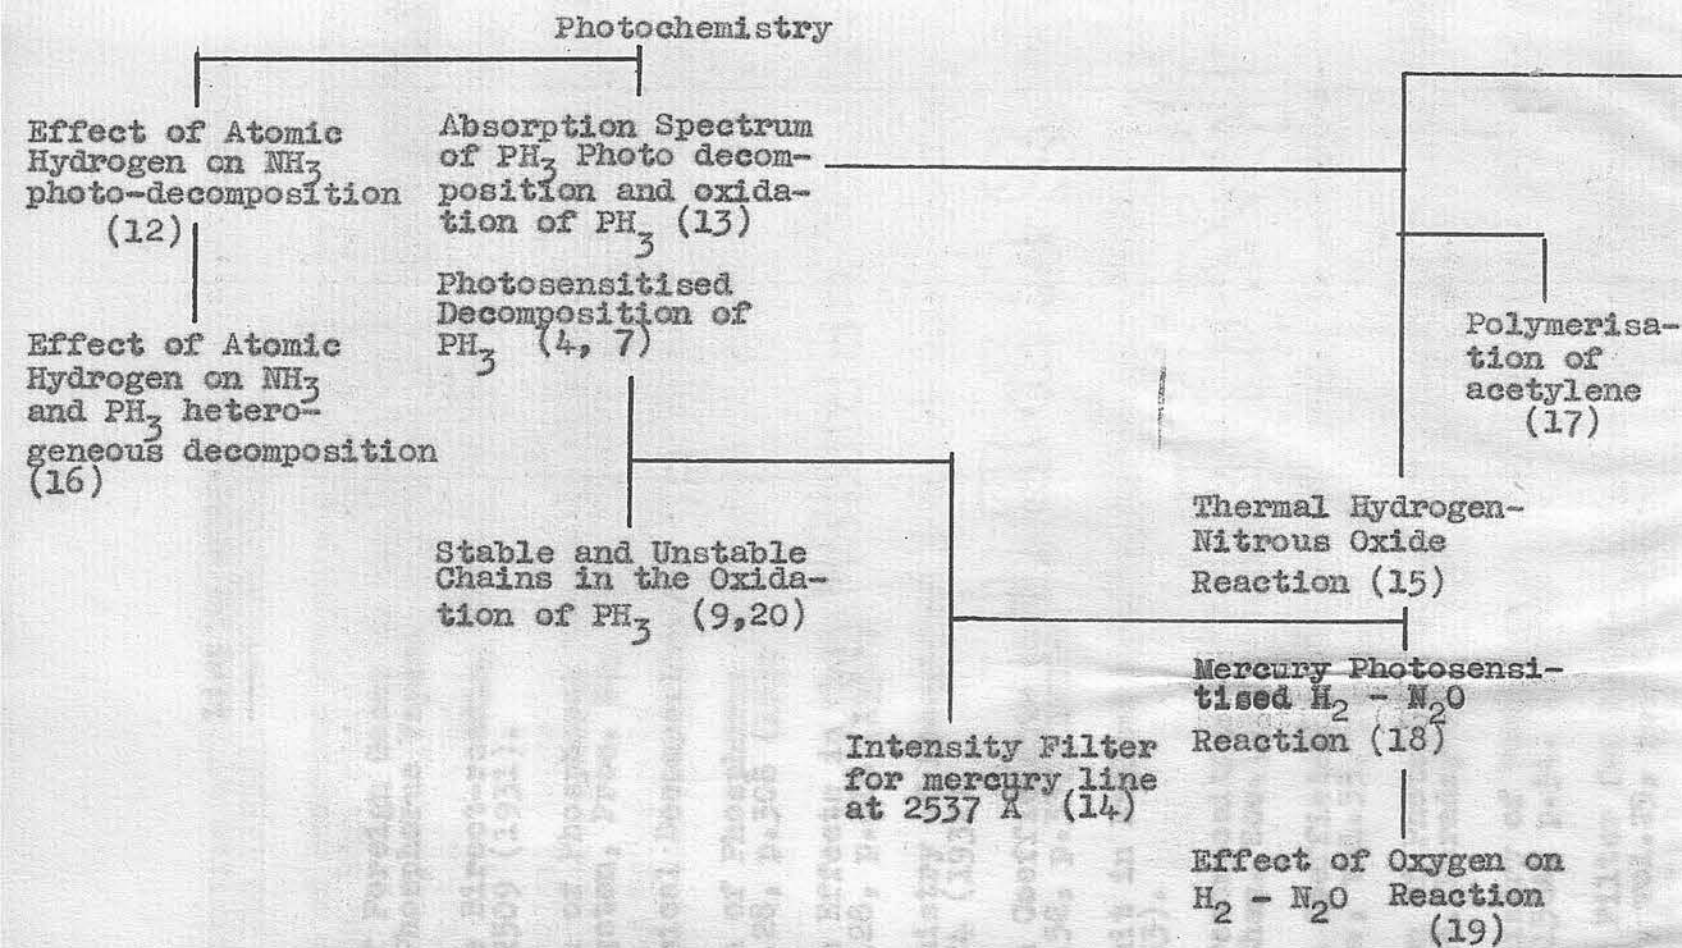 Photochemistry
Effect of Atomic
Hydrogen on NH3
photo-decomposition
(12)
Effect of Atomic
Hydrogen on NH3
and PH3 hetero-
geneous decomposition
(16)
Absorption Spectrum
of PH3 Photo decom-
position and oxida-
tion of PH3 (13)
Photosensitised
Decomposition of
PH3 (4, 7)
Stable and Unstable
Chains in the Oxida-
tion of PH3 (9,20)
Intensity Filter
for mercury line
at 2537 Å (14)
Polymerisa-
tion of
acetylene
(17)
Thermal Hydrogen-
Nitrous Oxide
Reaction (15)
Mercury Photosensi-
tised H2 - N2O
Reaction (18)
Effect of Oxygen on
H2 - N2O Reaction
(19)